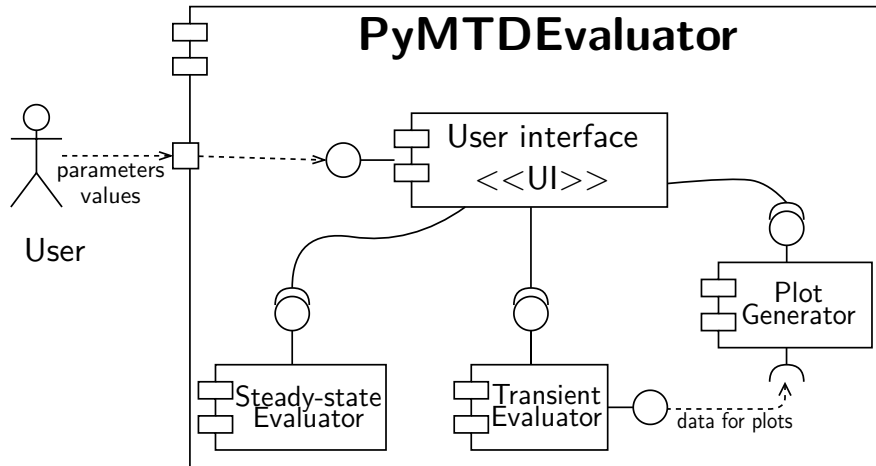 PyMTDEvaluator
User interface
<<UI>>
parameters
values
User
Plot
Generator
Steady-state
Evaluator
Transient
Evaluator
data for plots